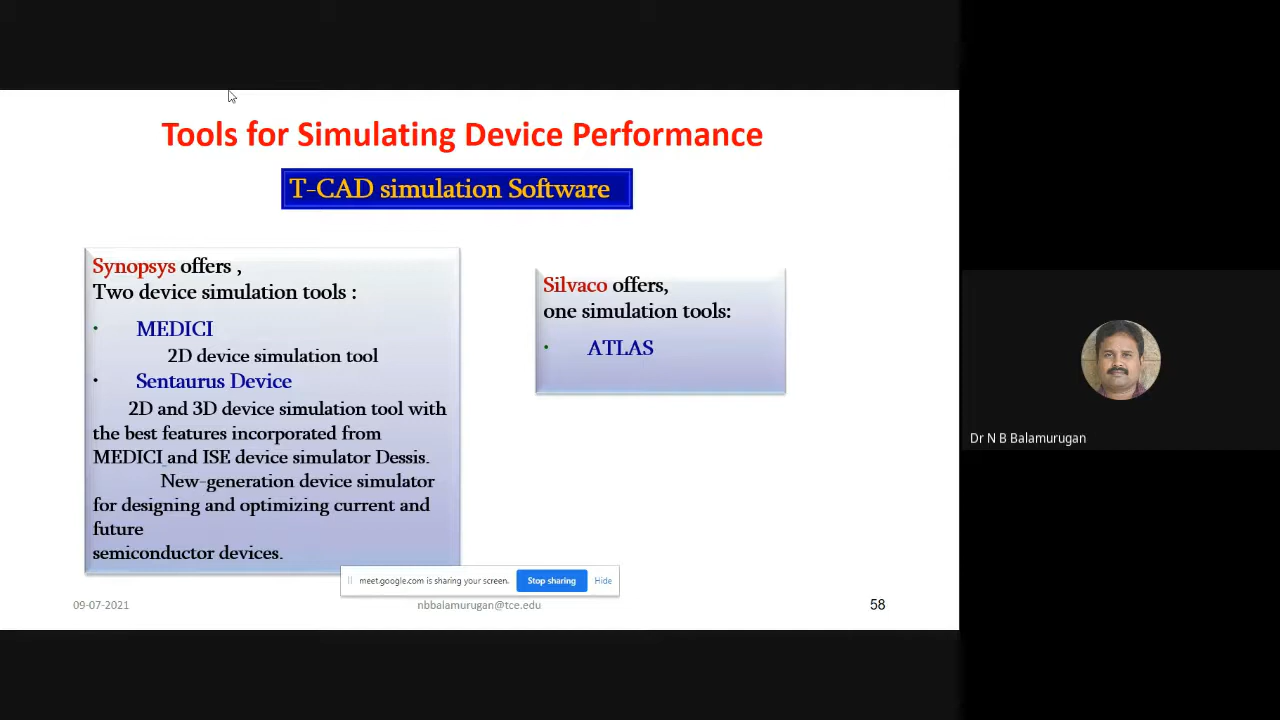 Tools for Simulating Device Performance
T-CAD simulation Software
Synopsys offers ,
Two device simulation tools :
• MEDICI
2D device simulation tool
• Sentaurus Device
2D and 3D device simulation tool with
the best features incorporated from
MEDICI and ISE device simulator Dessis.
New-generation device simulator
for designing and optimizing current and
future
semiconductor devices.
Silvaco offers,
one simulation tools:
• ATLAS
meet.google.com is sharing your screen.
Stop sharing
Hide
09-07-2021
nbbalamurugan@tce.edu
58
Dr N B Balamurugan